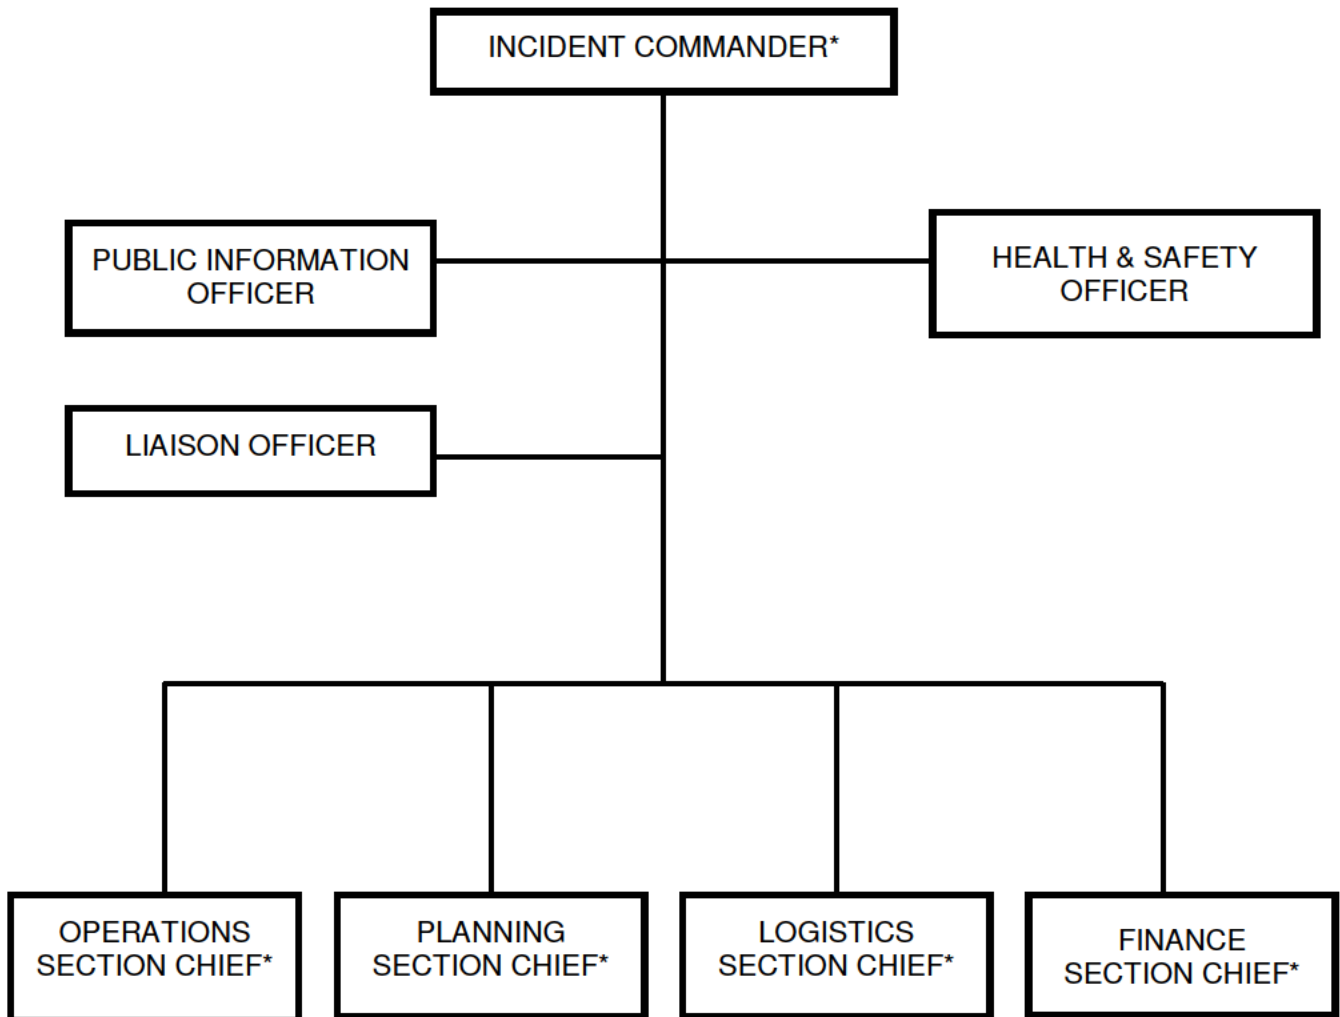 INCIDENT COMMANDER*
PUBLIC INFORMATION
OFFICER
HEALTH & SAFETY
OFFICER
LIAISON OFFICER
OPERATIONS
SECTION CHIEF*
PLANNING
SECTION CHIEF*
LOGISTICS
SECTION CHIEF*
FINANCE
SECTION CHIEF*